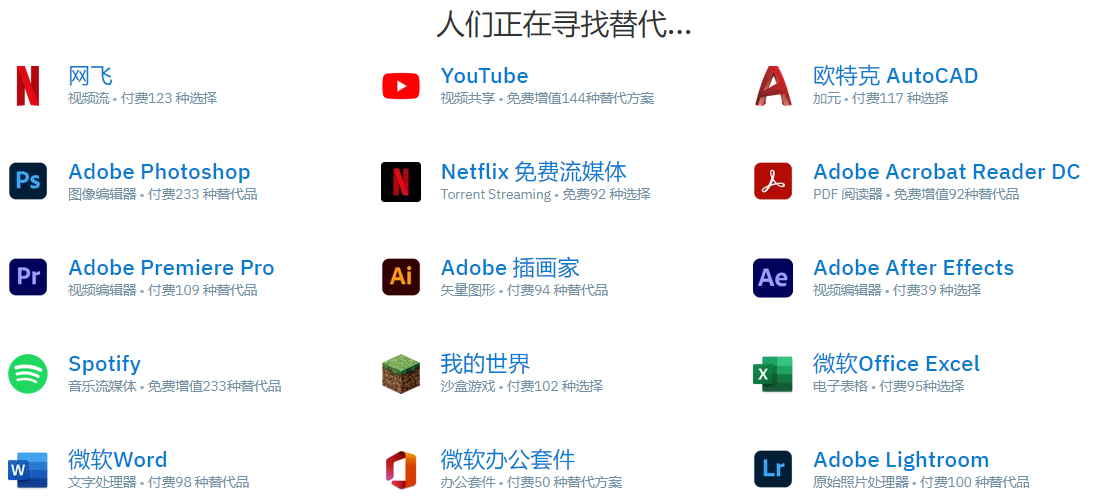 人们正在寻找替代...
网飞
视频流 • 付费123 种选择
YouTube
视频共享 • 免费增值144种替代方案
欧特克 AutoCAD
加元 • 付费117 种选择
Ps
Adobe Photoshop
图像编辑器 • 付费233 种替代品
Netflix 免费流媒体
Torrent Streaming • 免费92 种选择
Adobe Acrobat Reader DC
PDF 阅读器 • 免费增值92种替代品
Pr
Adobe Premiere Pro
视频编辑器 • 付费109 种替代品
Ai
Adobe 插画家
矢量图形 • 付费94 种替代品
Ae
Adobe After Effects
视频编辑器 • 付费39 种选择
Spotify
音乐流媒体 • 免费增值233种替代品
我的世界
沙盒游戏 • 付费102 种选择
X
微软Office Excel
电子表格 • 付费95种选择
W
微软Word
文字处理器 • 付费98 种替代品
微软办公套件
办公套件 • 付费50 种替代方案
Lr
Adobe Lightroom
原始照片处理器 • 付费100 种替代品